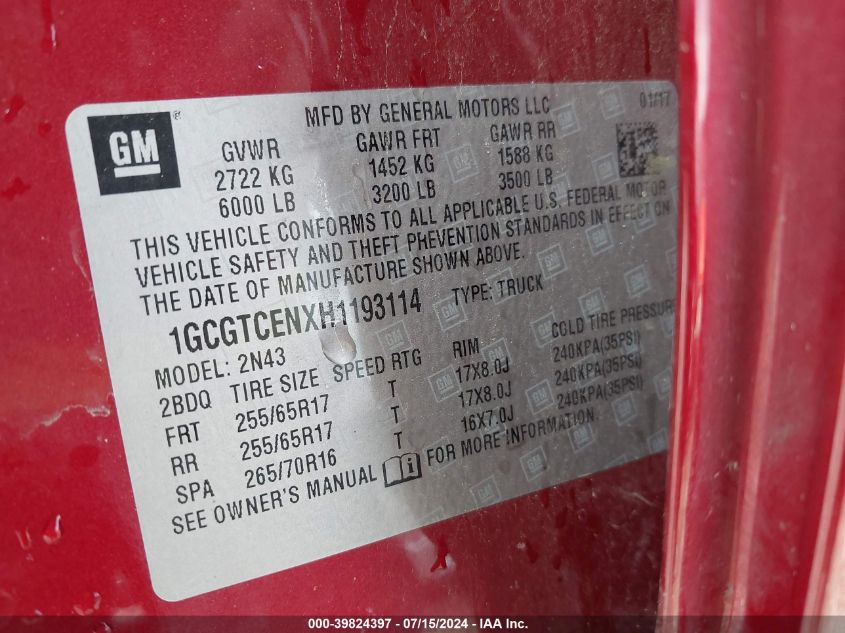 MFD BY GENERAL MOTORS LLC 01/17
GM ®
GVWR GAWR FRT GAWR RR
2722 KG 1452 KG 1588 KG
6000 LB 3200 LB 3500 LB
THIS VEHICLE CONFORMS TO ALL APPLICABLE U.S. FEDERAL MOTOR
VEHICLE SAFETY AND THEFT PREVENTION STANDARDS IN EFFECT ON
THE DATE OF MANUFACTURE SHOWN ABOVE.
1GCGTCENXH1193114 TYPE: TRUCK
MODEL: 2N43
2BDQ TIRE SIZE SPEED RTG RIM COLD TIRE PRESSURE
FRT 255/65R17 T 17X8.0J 240KPA(35PSI)
RR 255/65R17 T 17X8.0J 240KPA(35PSI)
SPA 265/70R16 T 16X7.0J 240KPA(35PSI)
SEE OWNER'S MANUAL FOR MORE INFORMATION.
000-39824397 - 07/15/2024 - IAA Inc.